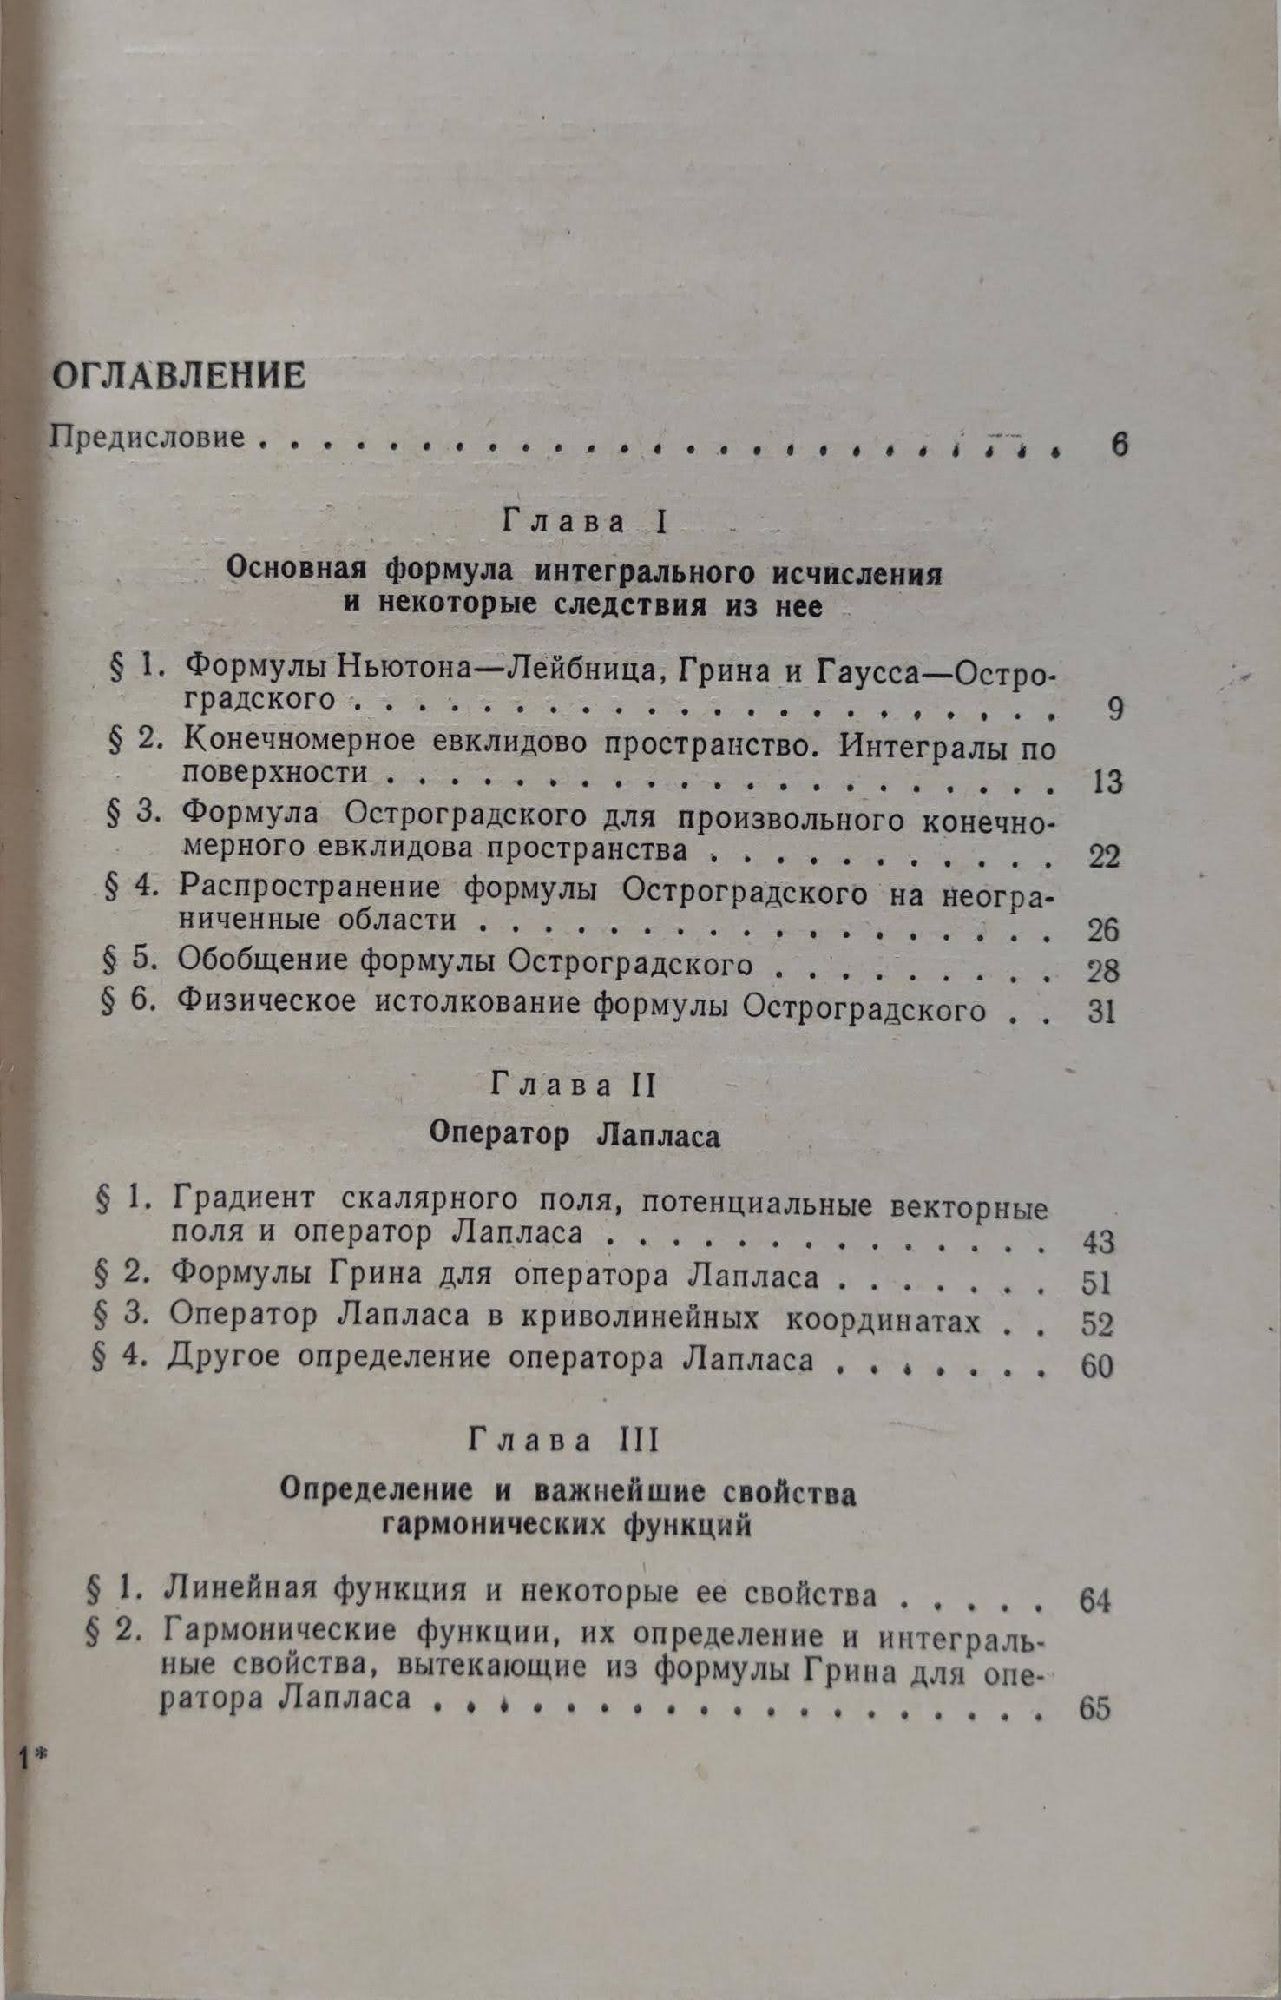 ОГЛАВЛЕНИЕ
Предисловие . . . . . . . . . . . . . . . . . . . . . . . . . 6
Глава I
Основная формула интегрального исчисления
и некоторые следствия из нее
§ 1. Формулы Ньютона—Лейбница, Грина и Гаусса—Остро-
градского . . . . . . . . . . . . . . . . . . . . . . 9
§ 2. Конечномерное евклидово пространство. Интегралы по
поверхности . . . . . . . . . . . . . . . . . . . . . 13
§ 3. Формула Остроградского для произвольного конечно-
мерного евклидова пространства . . . . . . . . . . . 22
§ 4. Распространение формулы Остроградского на неогра-
ниченные области . . . . . . . . . . . . . . . . . . 26
§ 5. Обобщение формулы Остроградского . . . . . . . . . 28
§ 6. Физическое истолкование формулы Остроградского . . 31
Глава II
Оператор Лапласа
§ 1. Градиент скалярного поля, потенциальные векторные
поля и оператор Лапласа . . . . . . . . . . . . . . 43
§ 2. Формулы Грина для оператора Лапласа . . . . . . . 51
§ 3. Оператор Лапласа в криволинейных координатах . . 52
§ 4. Другое определение оператора Лапласа . . . . . . . 60
Глава III
Определение и важнейшие свойства
гармонических функций
§ 1. Линейная функция и некоторые ее свойства . . . . . 64
§ 2. Гармонические функции, их определение и интеграль-
ные свойства, вытекающие из формулы Грина для опе-
ратора Лапласа . . . . . . . . . . . . . . . . . . . 65
1*